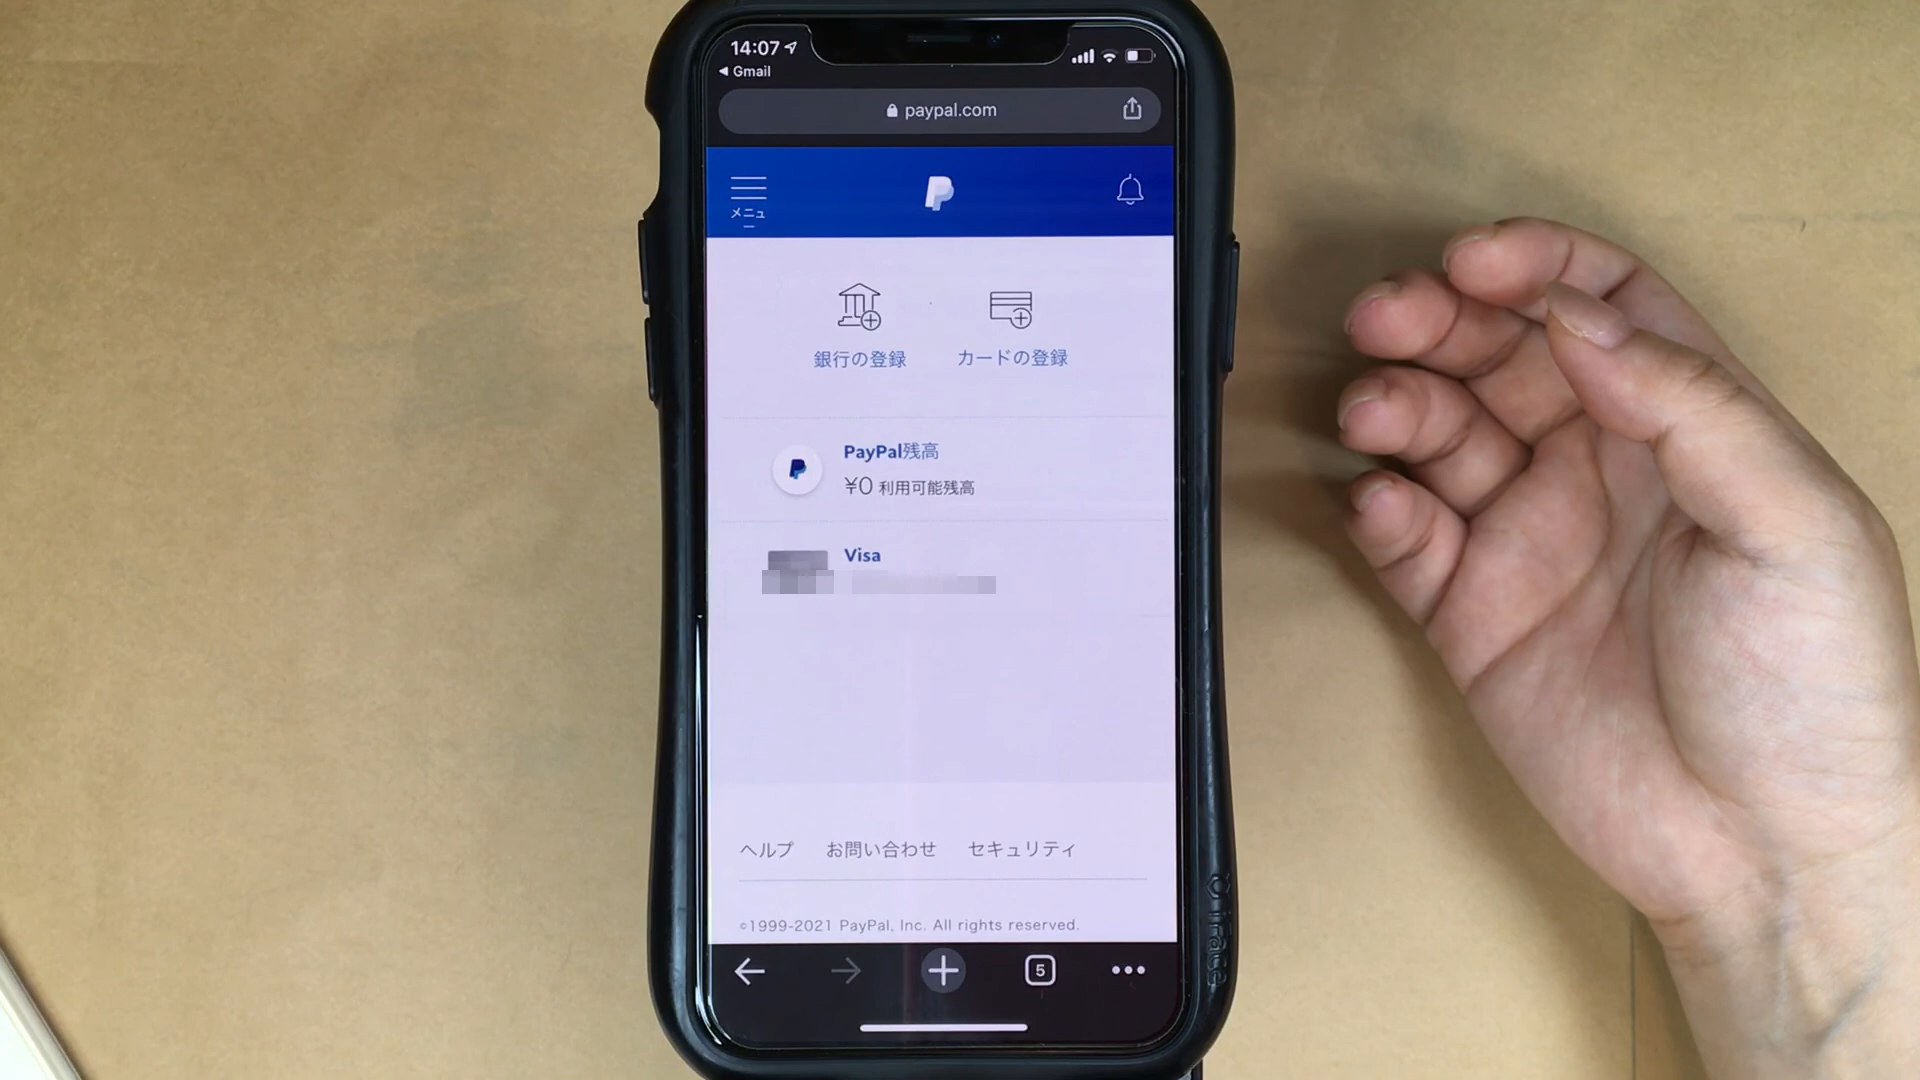 14:07
◀ Gmail
paypal.com
メニュー
銀行の登録
カードの登録
PayPal残高
¥0 利用可能残高
Visa
ヘルプ お問い合わせ セキュリティ
©1999-2021 PayPal, Inc. All rights reserved.
5
iFace